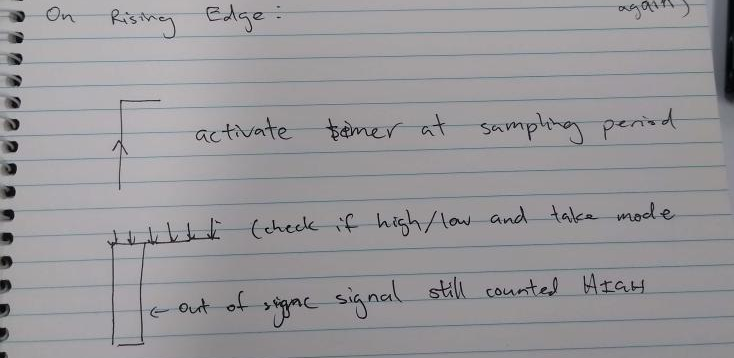 On Rising Edge:
again)
activate timer at sampling period
(check if high/low and take mode
out of sync signal still counted HIGH